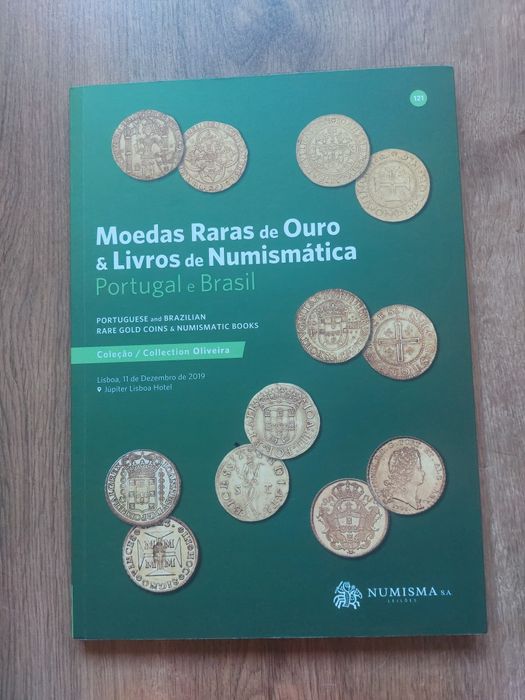 121
Moedas Raras de Ouro
& Livros de Numismática
Portugal e Brasil
PORTUGUESE and BRAZILIAN
RARE GOLD COINS & NUMISMATIC BOOKS
Coleção / Collection Oliveira
Lisboa, 11 de Dezembro de 2019
Júpiter Lisboa Hotel
NUMISMA S.A.
LEILÕES